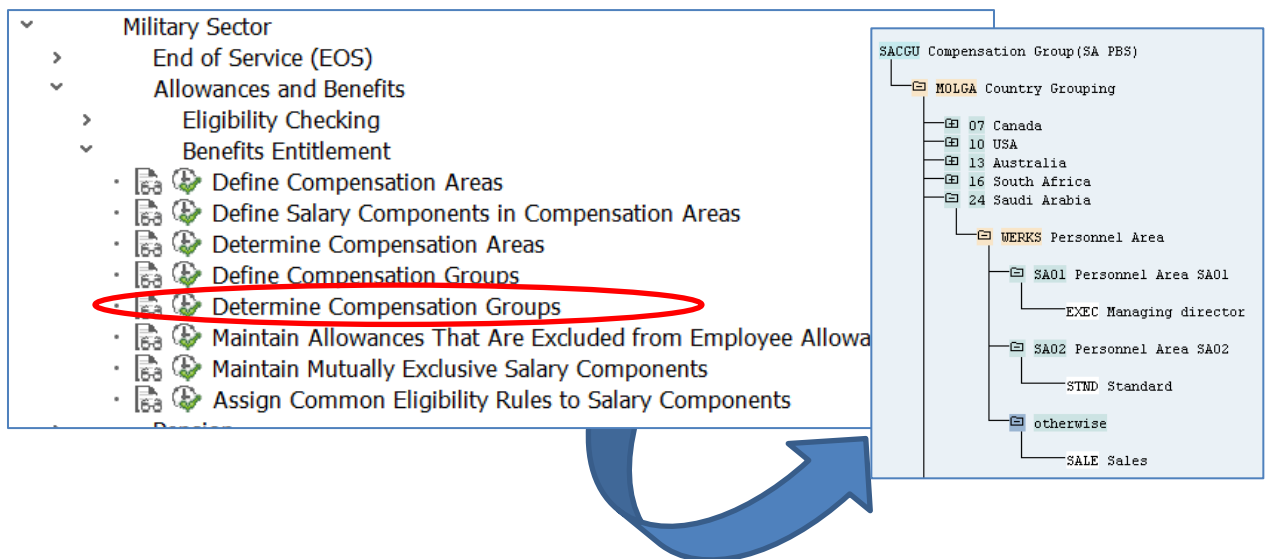 Military Sector
End of Service (EOS)
Allowances and Benefits
Eligibility Checking
Benefits Entitlement
Define Compensation Areas
Define Salary Components in Compensation Areas
Determine Compensation Areas
Define Compensation Groups
Determine Compensation Groups
Maintain Allowances That Are Excluded from Employee Allowa
Maintain Mutually Exclusive Salary Components
Assign Common Eligibility Rules to Salary Components
SACGU Compensation Group(SA PBS)
MOLGA Country Grouping
07 Canada
10 USA
13 Australia
16 South Africa
24 Saudi Arabia
WERKS Personnel Area
SA01 Personnel Area SA01
EXEC Managing director
SA02 Personnel Area SA02
STND Standard
otherwise
SALE Sales